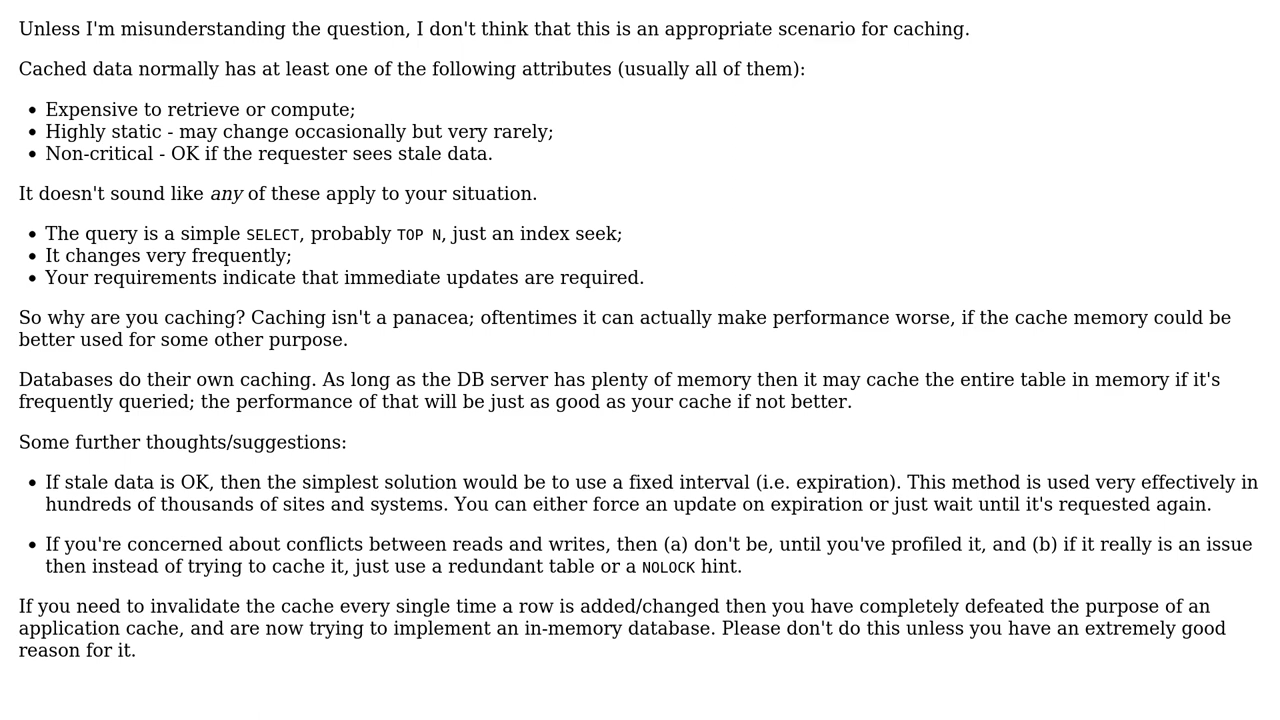 Unless I'm misunderstanding the question, I don't think that this is an appropriate scenario for caching.
Cached data normally has at least one of the following attributes (usually all of them):
• Expensive to retrieve or compute;
• Highly static - may change occasionally but very rarely;
• Non-critical - OK if the requester sees stale data.
It doesn't sound like any of these apply to your situation.
• The query is a simple SELECT, probably TOP N, just an index seek;
• It changes very frequently;
• Your requirements indicate that immediate updates are required.
So why are you caching? Caching isn't a panacea; oftentimes it can actually make performance worse, if the cache memory could be
better used for some other purpose.
Databases do their own caching. As long as the DB server has plenty of memory then it may cache the entire table in memory if it's
frequently queried; the performance of that will be just as good as your cache if not better.
Some further thoughts/suggestions:
• If stale data is OK, then the simplest solution would be to use a fixed interval (i.e. expiration). This method is used very effectively in
hundreds of thousands of sites and systems. You can either force an update on expiration or just wait until it's requested again.
• If you're concerned about conflicts between reads and writes, then (a) don't be, until you've profiled it, and (b) if it really is an issue
then instead of trying to cache it, just use a redundant table or a NOLOCK hint.
If you need to invalidate the cache every single time a row is added/changed then you have completely defeated the purpose of an
application cache, and are now trying to implement an in-memory database. Please don't do this unless you have an extremely good
reason for it.